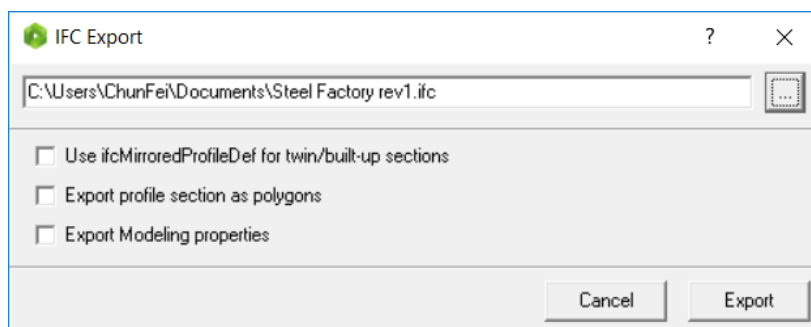 IFC Export
?
C:\Users\ChunFei\Documents\Steel Factory rev1.ifc
...
Use ifcMirroredProfileDef for twin/built-up sections
Export profile section as polygons
Export Modeling properties
Cancel
Export